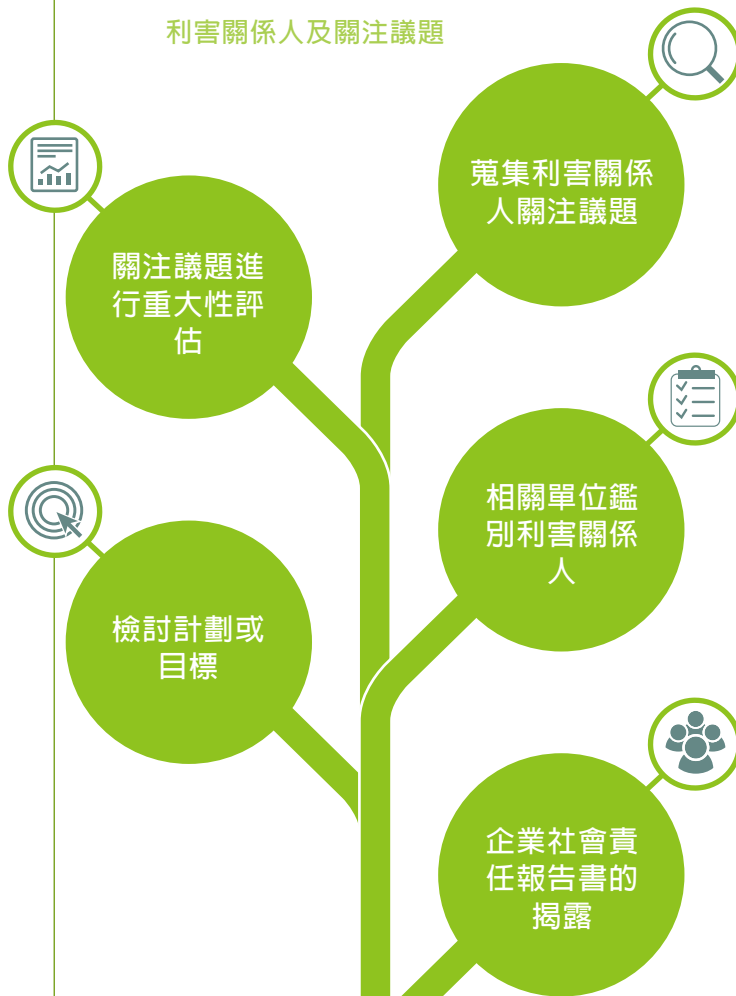 利害關係人及關注議題
蒐集利害關係
人關注議題
關注議題進
行重大性評
估
相關單位鑑
別利害關係
人
檢討計劃或
目標
企業社會責
任報告書的
揭露